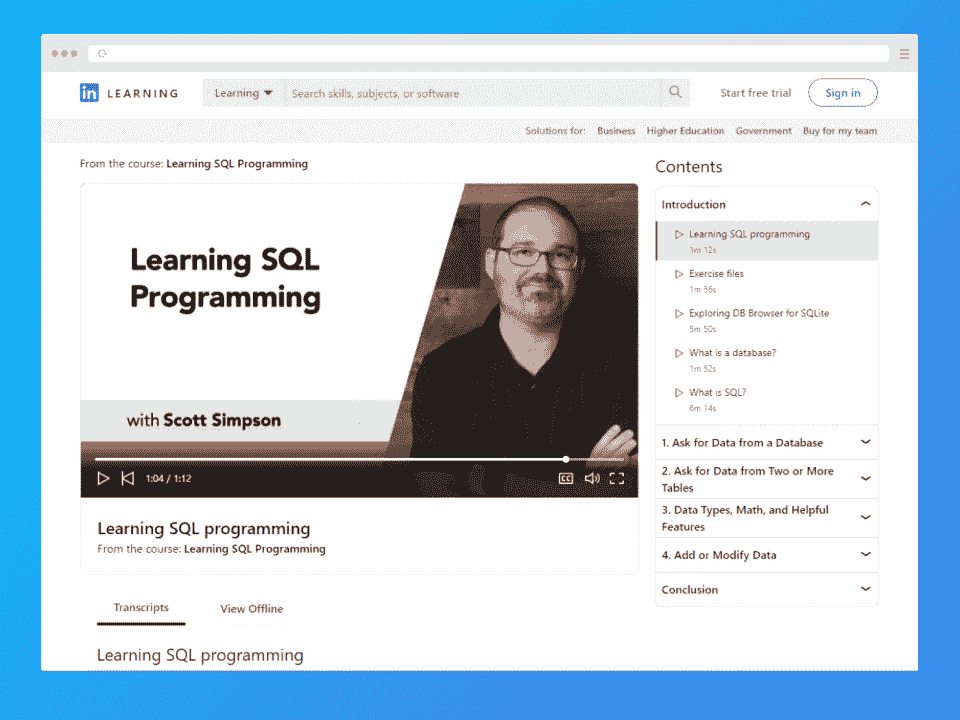 in LEARNING
Learning
Search skills, subjects, or software
Start free trial
Sign in
Solutions for: Business Higher Education Government Buy for my team
From the course: Learning SQL Programming
Learning SQL
Programming
with Scott Simpson
1:04 / 1:12
CC
Learning SQL programming
From the course: Learning SQL Programming
Transcripts
View Offline
Learning SQL programming
Contents
Introduction
Learning SQL programming
1m 12s
Exercise files
1m 56s
Exploring DB Browser for SQLite
5m 50s
What is a database?
1m 52s
What is SQL?
6m 14s
1. Ask for Data from a Database
2. Ask for Data from Two or More
Tables
3. Data Types, Math, and Helpful
Features
4. Add or Modify Data
Conclusion